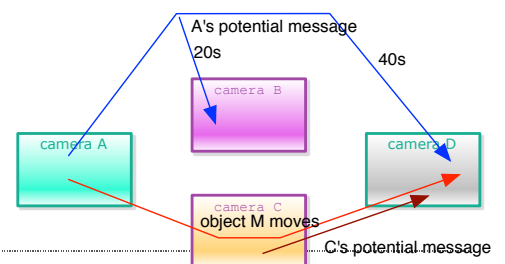 A's potential message
20s
40s
camera B
camera A
camera D
camera C
object M moves
C's potential message